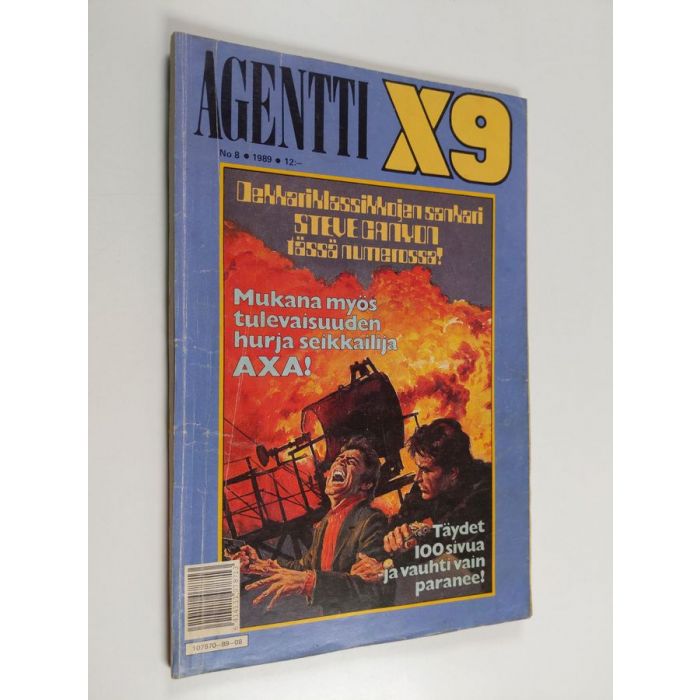 AGENTTI X9
No 8 • 1989 • 12:–
Dekkariklassikkojen sankari
STEVE CANYON
tässä numerossa!
Mukana myös
tulevaisuuden
hurja seikkailija
AXA!
Täydet
100 sivua
ja vauhti vain
paranee!
107570-89-08